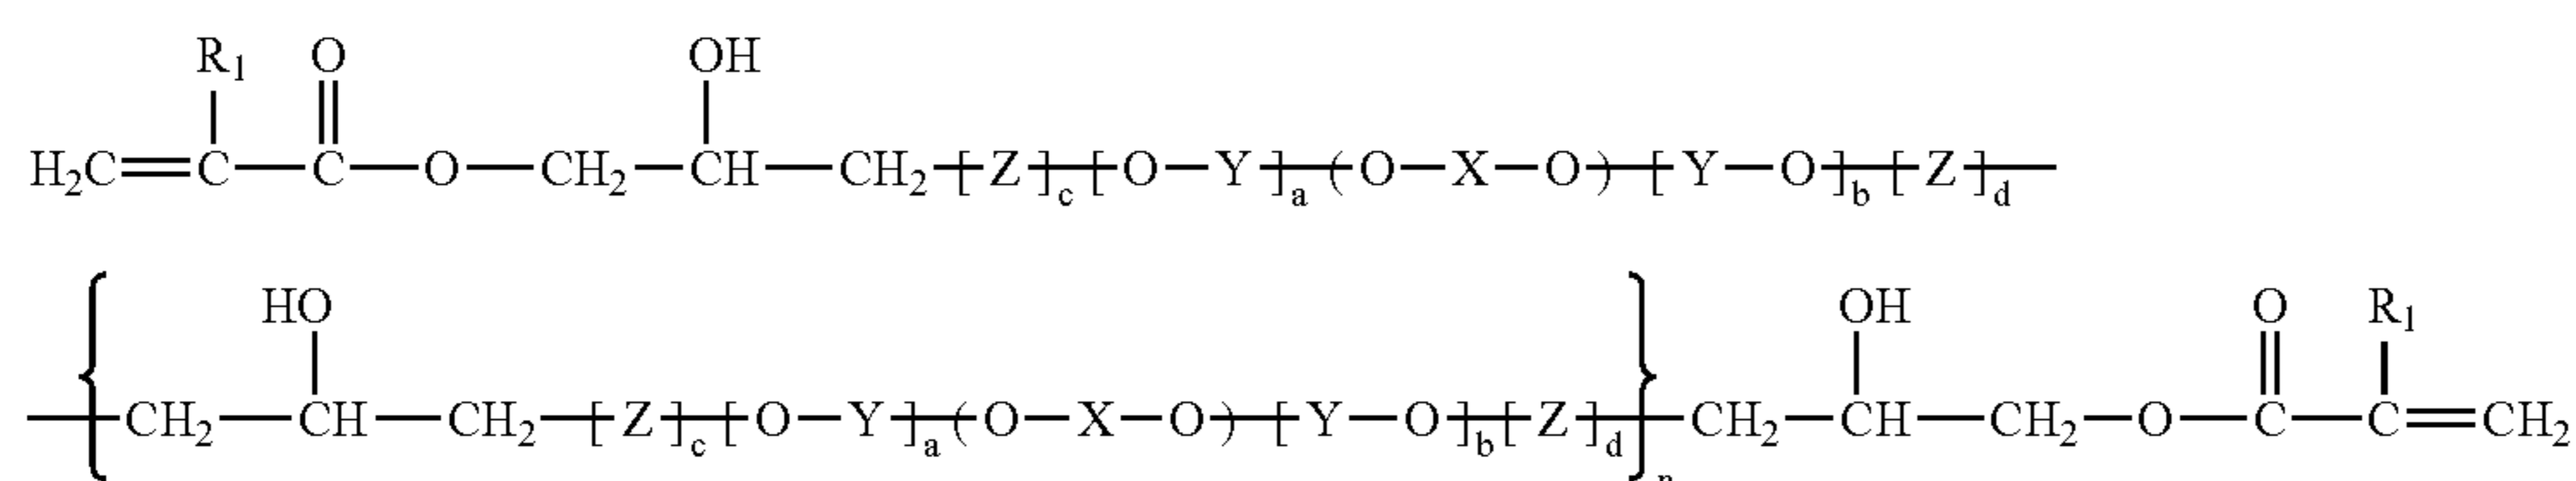 R₁ O OH
H₂C=C—C—O—CH₂—CH—CH₂—[Z]c[O—Y]a(O—X—O)[Y—O]b[Z]d—
HO OH O R₁
—{CH₂—CH—CH₂—[Z]c[O—Y]a(O—X—O)[Y—O]b[Z]d}n—CH₂—CH—CH₂—O—C—C=CH₂